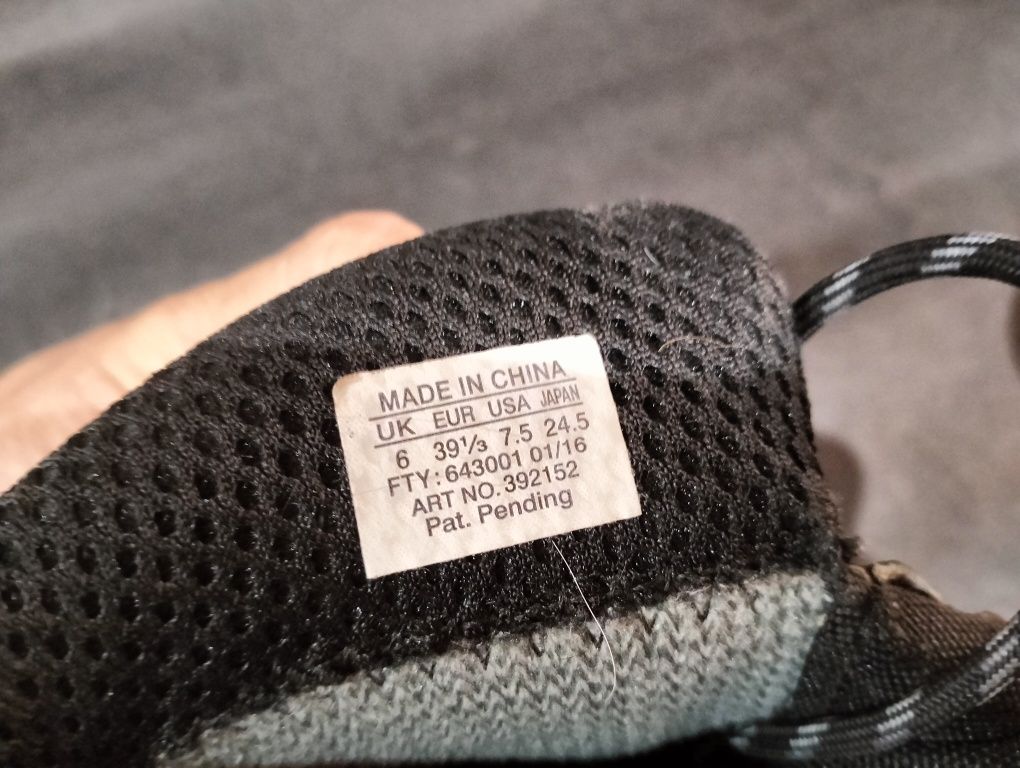 MADE IN CHINA
UK EUR USA JAPAN
6 39⅓ 7.5 24.5
FTY: 643001 01/16
ART NO. 392152
Pat. Pending